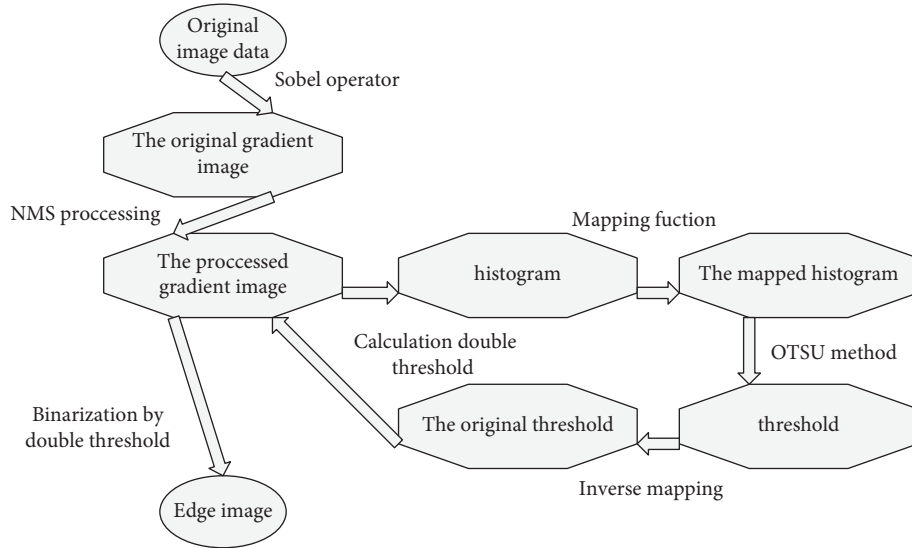 Original
image data
Sobel operator
The original gradient
image
NMS proccessing
Mapping fuction
The proccessed
gradient image
histogram
The mapped histogram
Calculation double
threshold
OTSU method
Binarization by
double threshold
The original threshold
threshold
Inverse mapping
Edge image